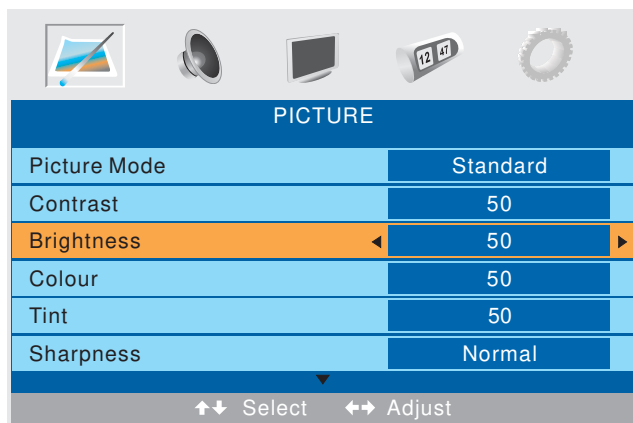 12 47
PICTURE
Picture Mode Standard
Contrast 50
Brightness 50
Colour 50
Tint 50
Sharpness Normal
Select Adjust